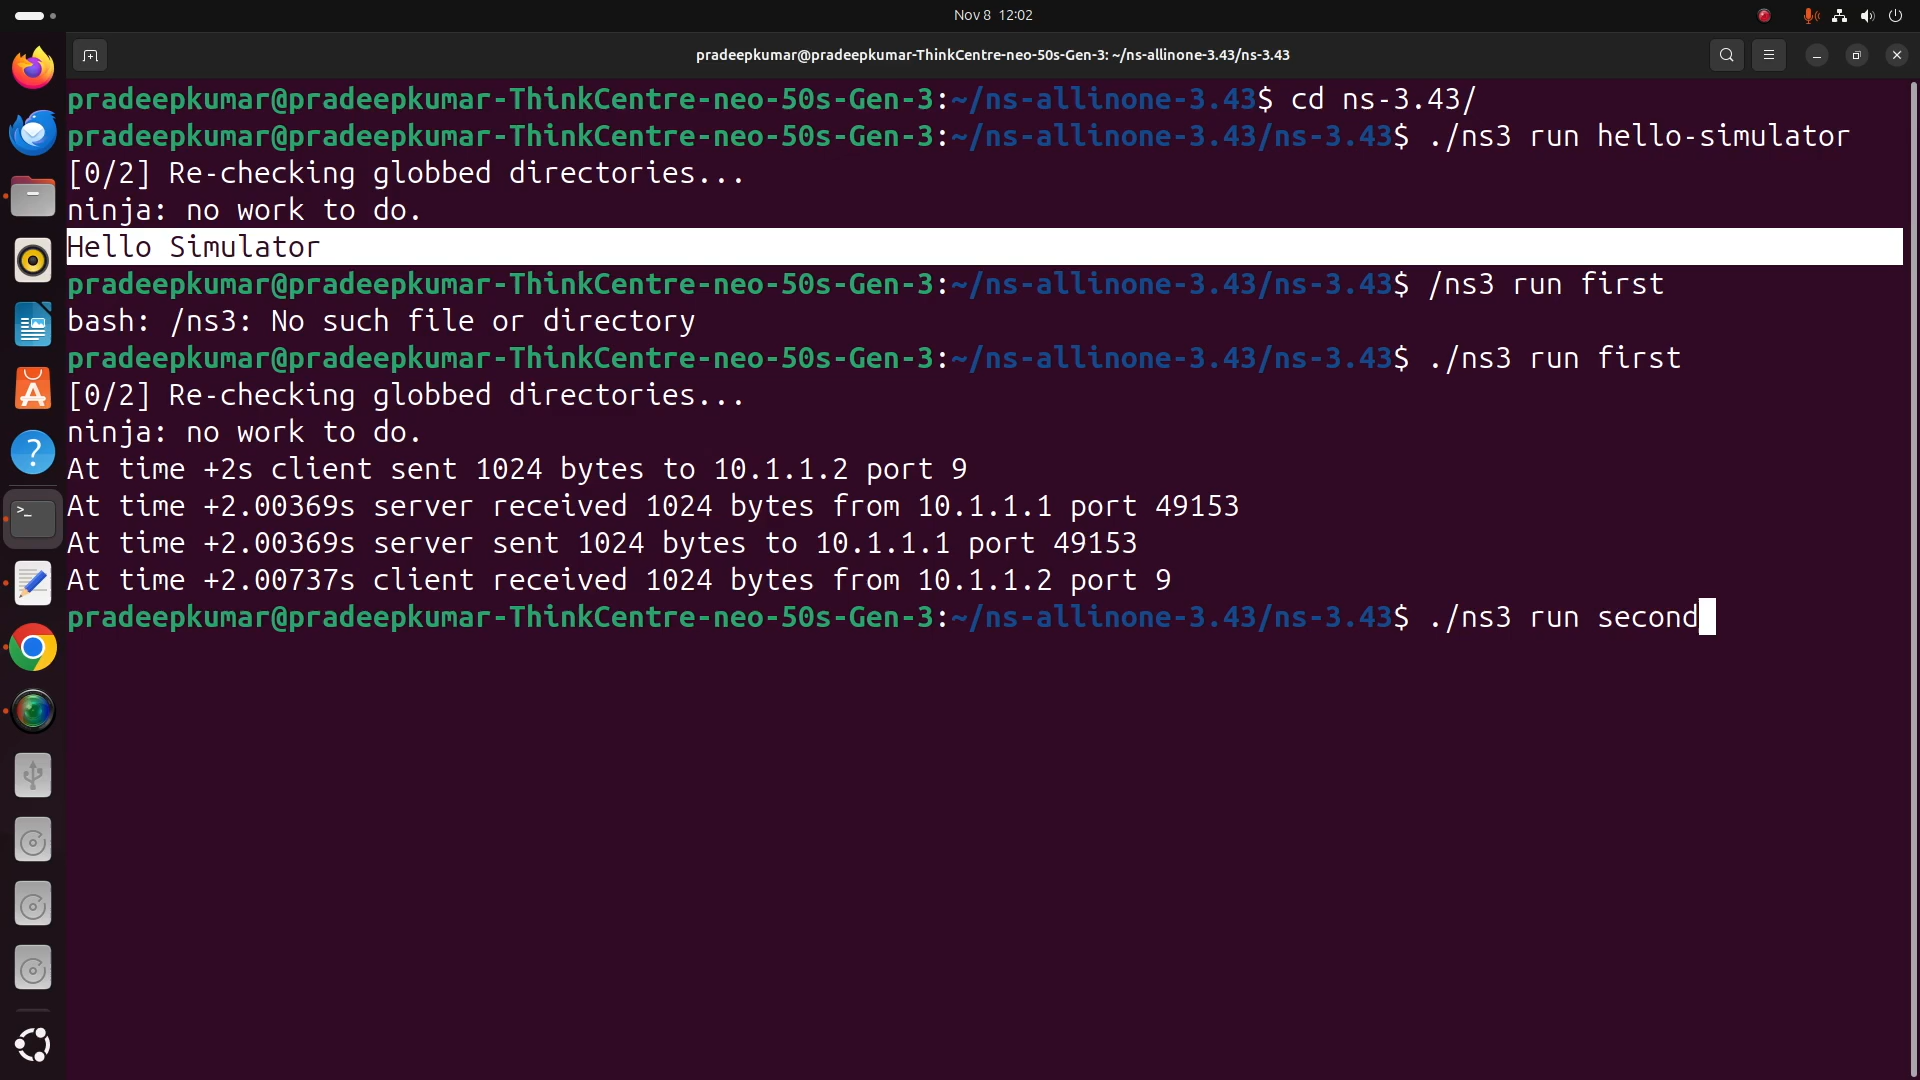 Nov 8 12:02
pradeepkumar@pradeepkumar-ThinkCentre-neo-50s-Gen-3: ~/ns-allinone-3.43/ns-3.43
pradeepkumar@pradeepkumar-ThinkCentre-neo-50s-Gen-3:~/ns-allinone-3.43$ cd ns-3.43/
pradeepkumar@pradeepkumar-ThinkCentre-neo-50s-Gen-3:~/ns-allinone-3.43/ns-3.43$ ./ns3 run hello-simulator
[0/2] Re-checking globbed directories...
ninja: no work to do.
Hello Simulator
pradeepkumar@pradeepkumar-ThinkCentre-neo-50s-Gen-3:~/ns-allinone-3.43/ns-3.43$ /ns3 run first
bash: /ns3: No such file or directory
pradeepkumar@pradeepkumar-ThinkCentre-neo-50s-Gen-3:~/ns-allinone-3.43/ns-3.43$ ./ns3 run first
[0/2] Re-checking globbed directories...
ninja: no work to do.
At time +2s client sent 1024 bytes to 10.1.1.2 port 9
At time +2.00369s server received 1024 bytes from 10.1.1.1 port 49153
At time +2.00369s server sent 1024 bytes to 10.1.1.1 port 49153
At time +2.00737s client received 1024 bytes from 10.1.1.2 port 9
pradeepkumar@pradeepkumar-ThinkCentre-neo-50s-Gen-3:~/ns-allinone-3.43/ns-3.43$ ./ns3 run second